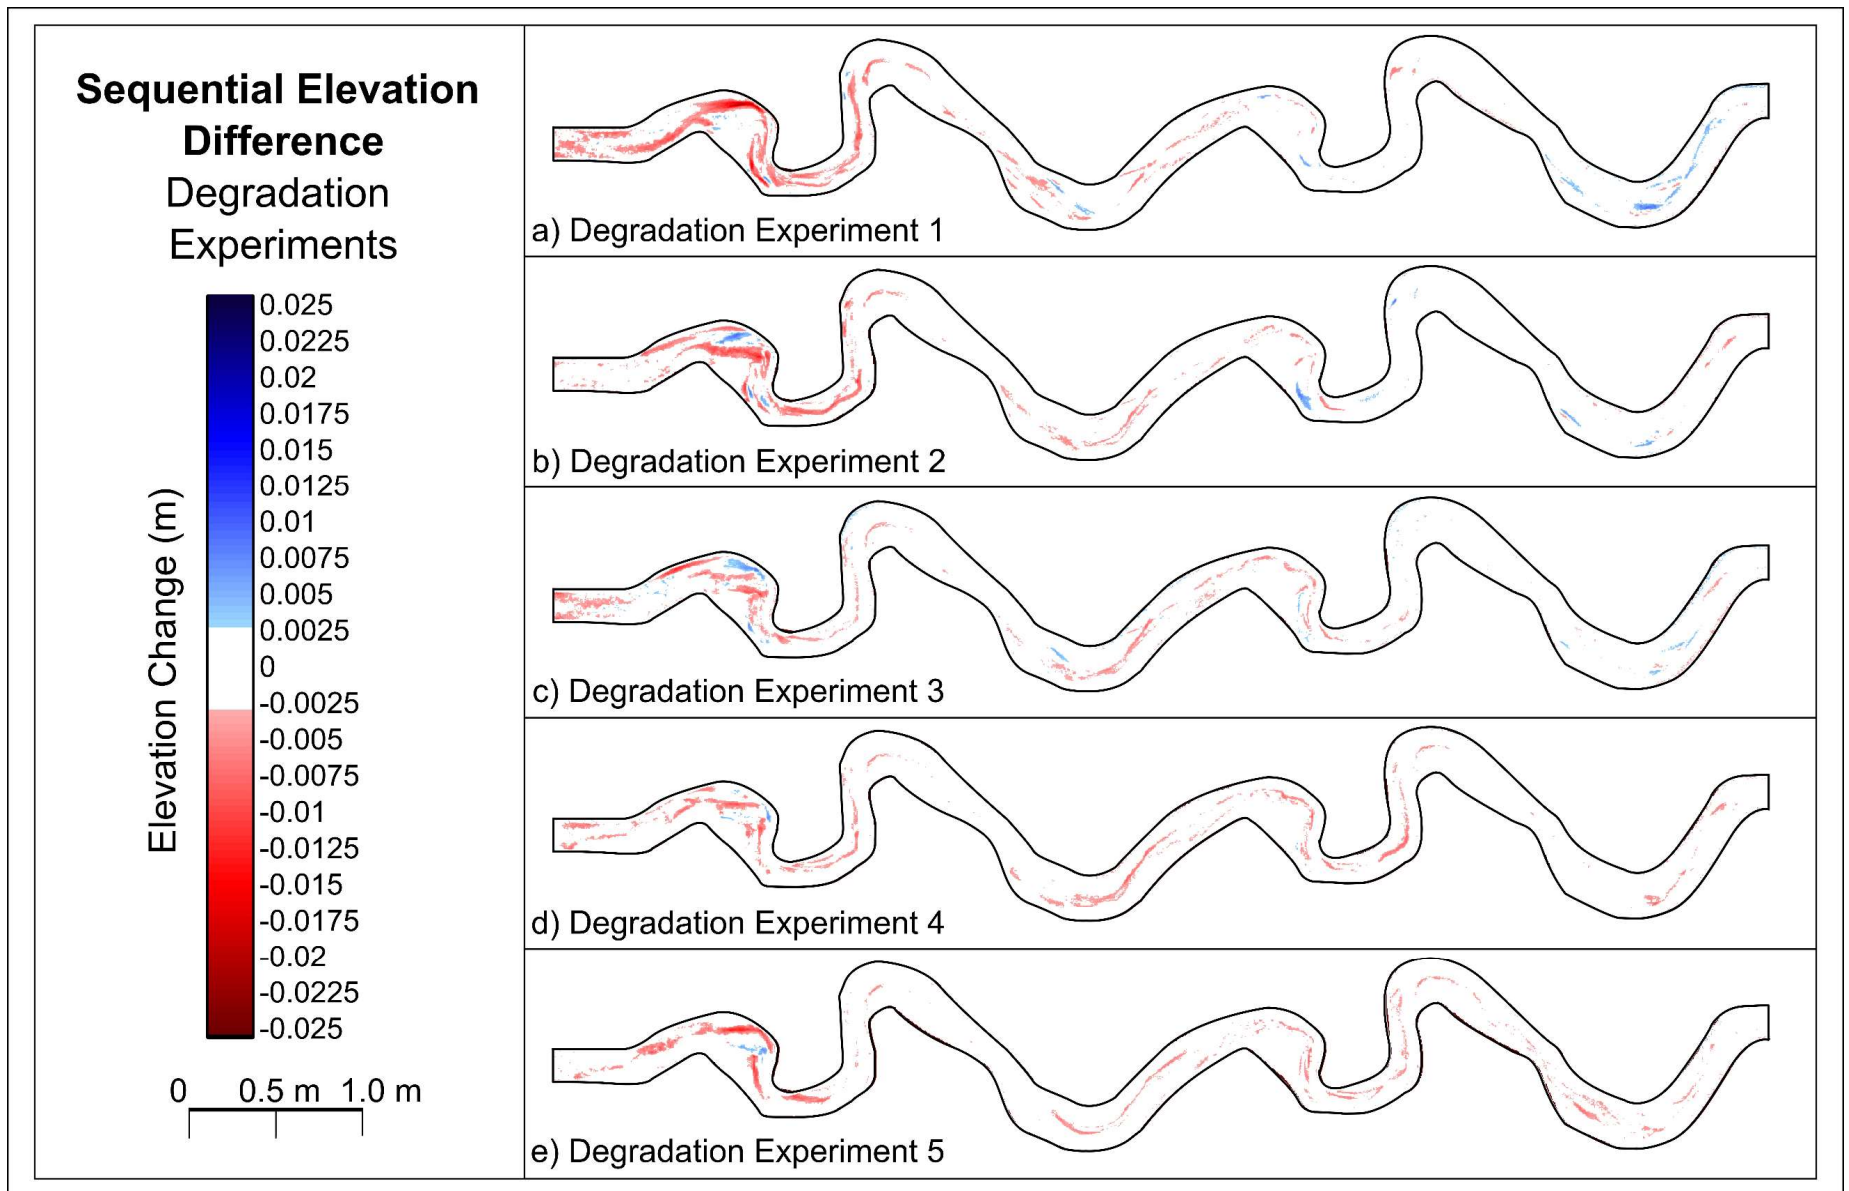 Sequential Elevation
Difference
Degradation
Experiments
Elevation Change (m)
0.025
0.0225
0.02
0.0175
0.015
0.0125
0.01
0.0075
0.005
0.0025
0
-0.0025
-0.005
-0.0075
-0.01
-0.0125
-0.015
-0.0175
-0.02
-0.0225
-0.025
0 0.5 m 1.0 m
a) Degradation Experiment 1
b) Degradation Experiment 2
c) Degradation Experiment 3
d) Degradation Experiment 4
e) Degradation Experiment 5